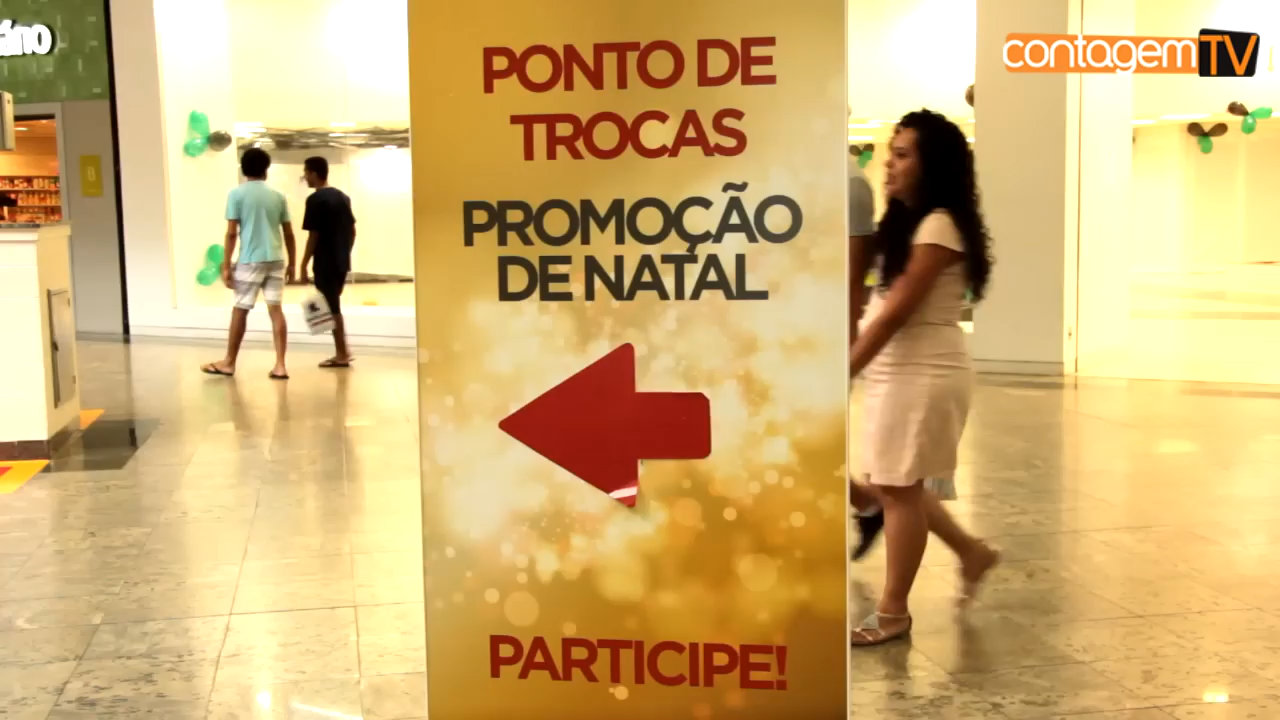 contagemTV
PONTO DE
TROCAS
PROMOÇÃO
DE NATAL
PARTICIPE!